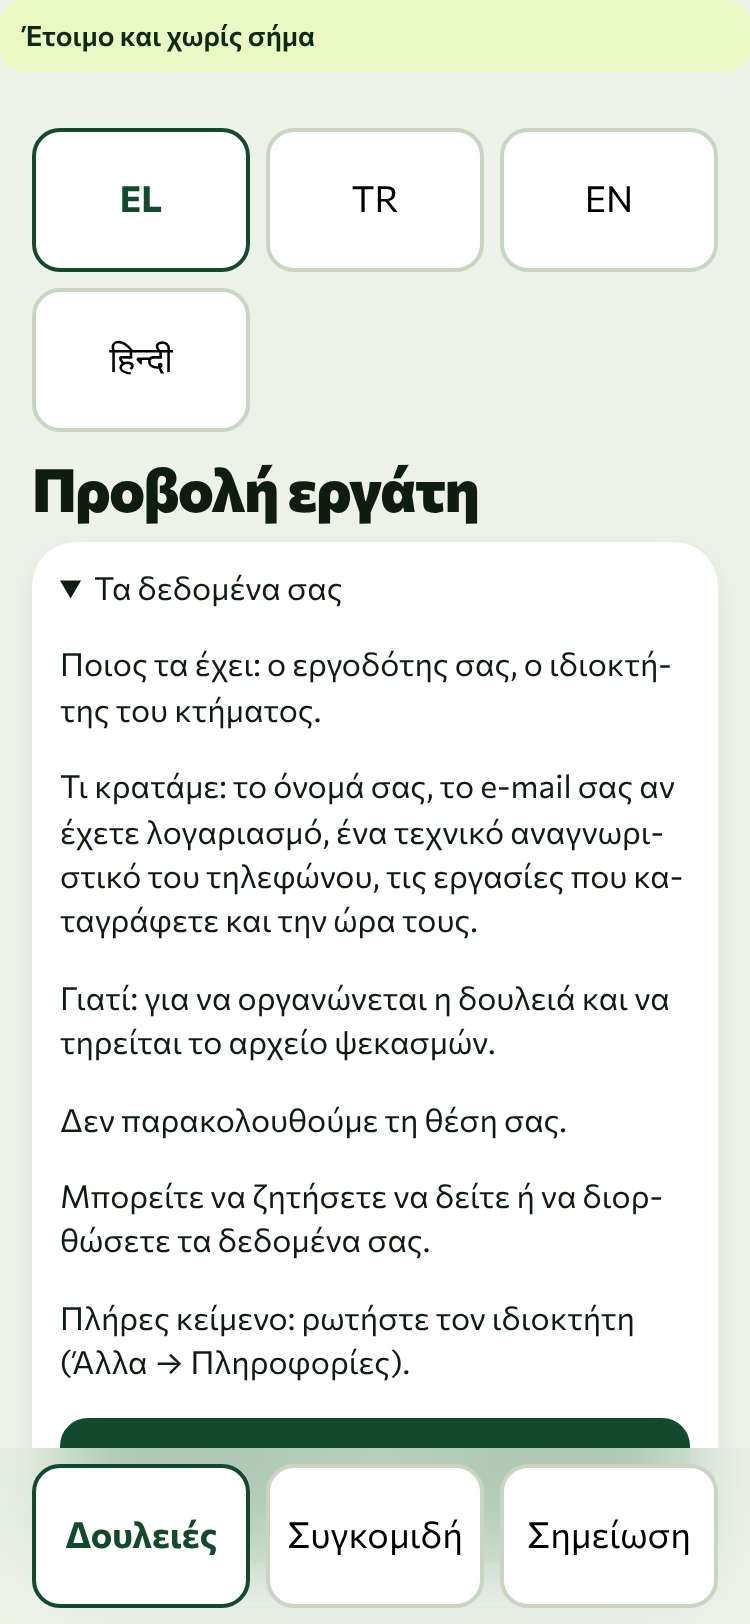 Έτοιμο και χωρίς σήμα
EL
TR
EN
हिन्दी
Προβολή εργάτη
▼ Τα δεδομένα σας
Ποιος τα έχει: ο εργοδότης σας, ο ιδιοκτή-
της του κτήματος.
Τι κρατάμε: το όνομά σας, το e-mail σας αν
έχετε λογαριασμό, ένα τεχνικό αναγνωρι-
στικό του τηλεφώνου, τις εργασίες που κα-
ταγράφετε και την ώρα τους.
Γιατί: για να οργανώνεται η δουλειά και να
τηρείται το αρχείο ψεκασμών.
Δεν παρακολουθούμε τη θέση σας.
Μπορείτε να ζητήσετε να δείτε ή να διορ-
θώσετε τα δεδομένα σας.
Πλήρες κείμενο: ρωτήστε τον ιδιοκτήτη
(Άλλα → Πληροφορίες).
Δουλειές
Συγκομιδή
Σημείωση